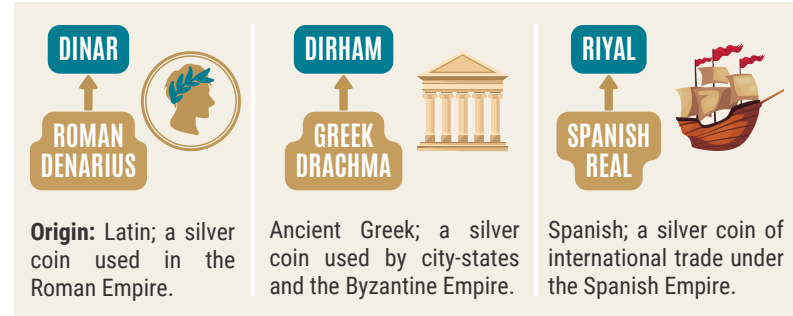 DINAR
ROMAN
DENARIUS
Origin: Latin; a silver
coin used in the
Roman Empire.
DIRHAM
GREEK
DRACHMA
Ancient Greek; a silver
coin used by city-states
and the Byzantine Empire.
RIYAL
SPANISH
REAL
Spanish; a silver coin of
international trade under
the Spanish Empire.